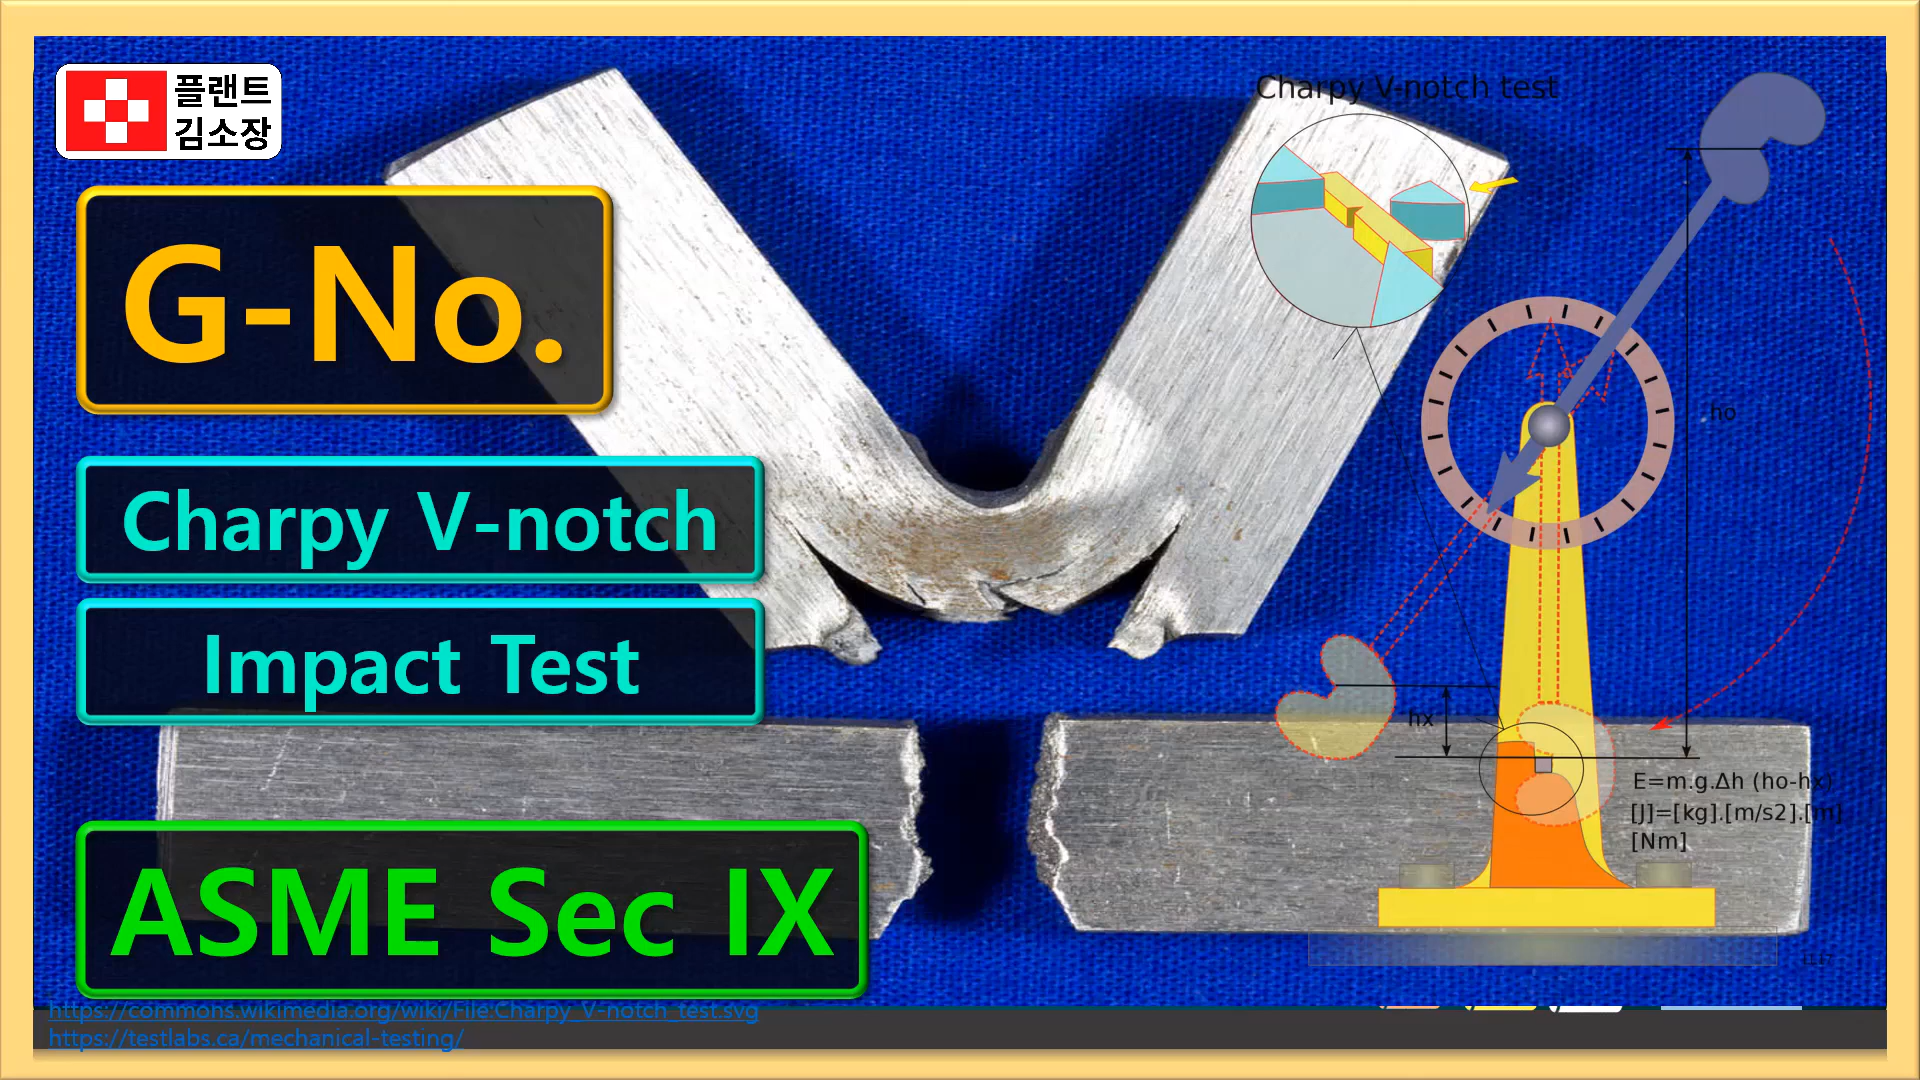 플랜트
김소장
Charpy V-notch test
G-No.
ho
Charpy V-notch
Impact Test
hx
E=m.g.Δh (ho-hx)
[J]=[kg].[m/s2].[m]
[Nm]
ASME Sec IX
https://commons.wikimedia.org/wiki/File:Charpy_V-notch_test.svg
https://testlabs.ca/mechanical-testing/